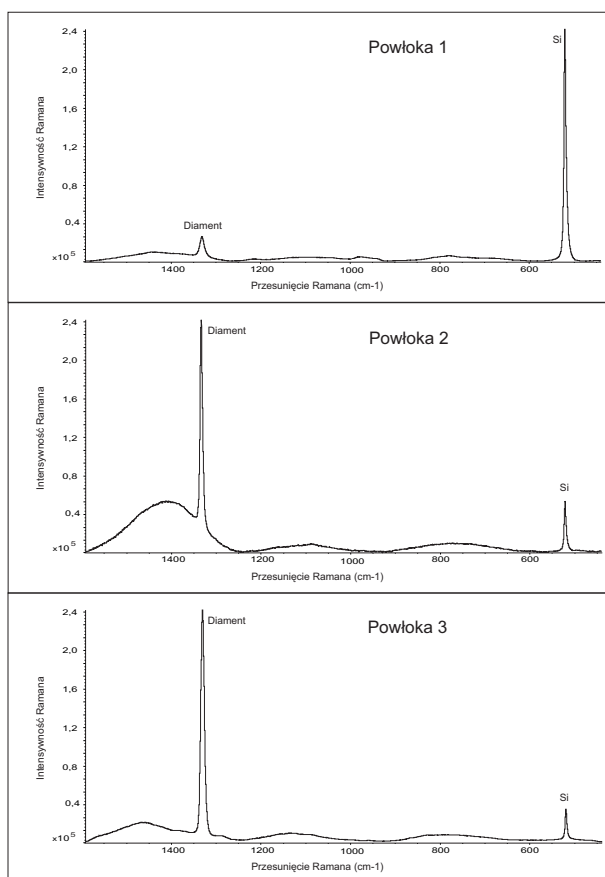 Powłoka 1
Intensywność Ramana
2,4
2,0
1,6
1,2
0,8
0,4
×10⁵
Si
Diament
1400 1200 1000 800 600
Przesunięcie Ramana (cm-1)
Powłoka 2
Intensywność Ramana
2,4
2,0
1,6
1,2
0,8
0,4
×10⁵
Diament
Si
1400 1200 1000 800 600
Przesunięcie Ramana (cm-1)
Powłoka 3
Intensywność Ramana
2,4
2,0
1,6
1,2
0,8
0,4
×10⁵
Diament
Si
1400 1200 1000 800 600
Przesunięcie Ramana (cm-1)